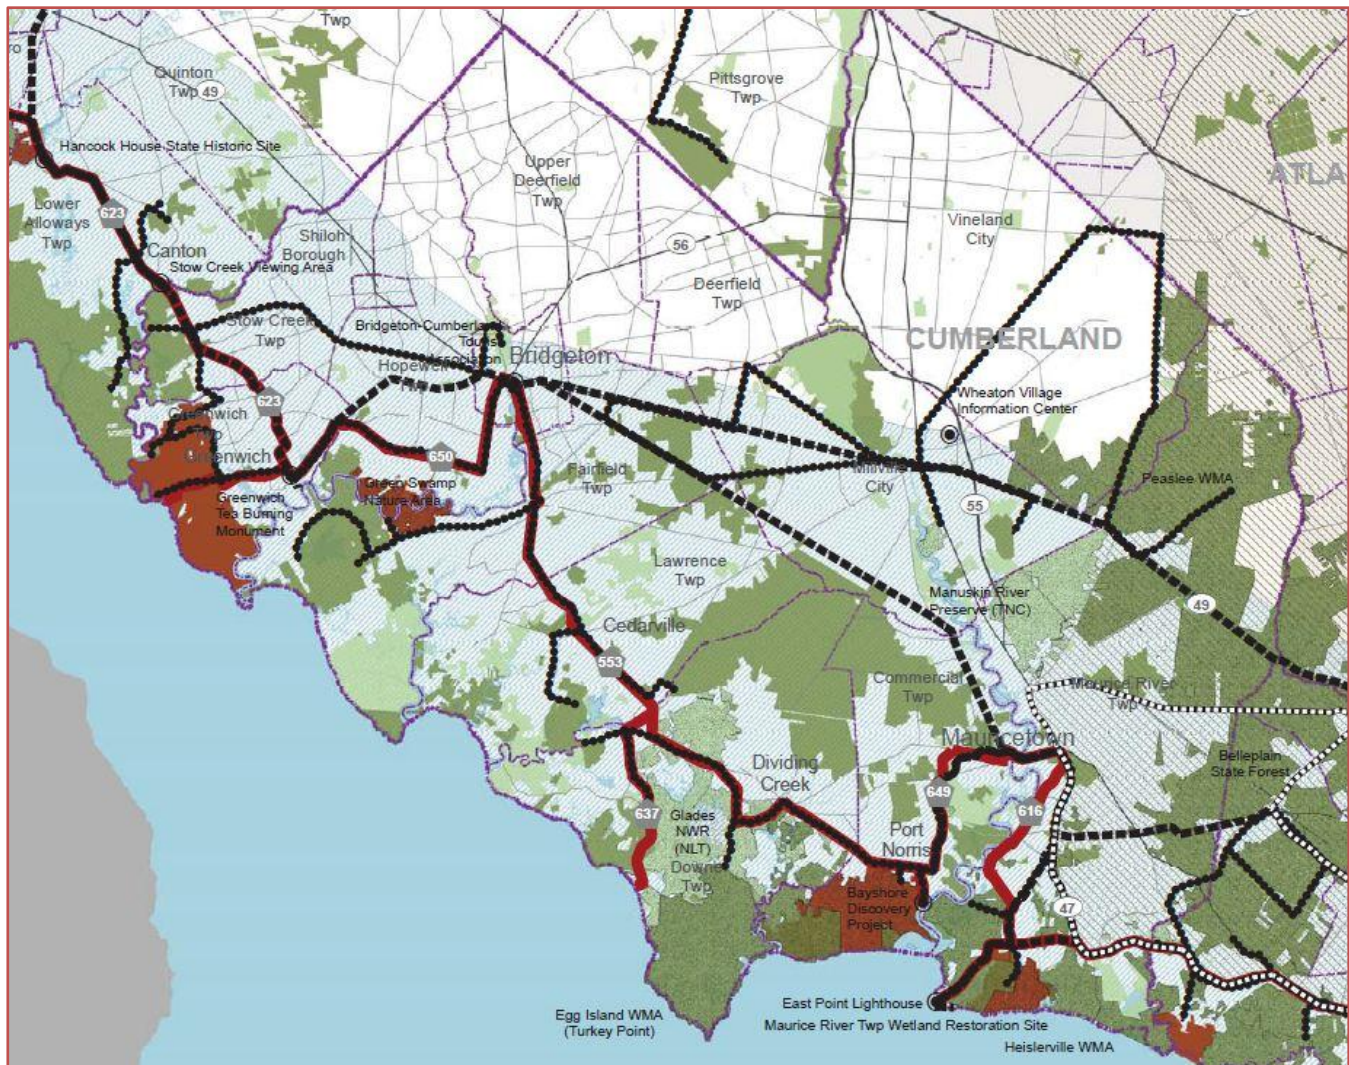 Twp
ro
Quinton
Twp
49
Pittsgrove
Twp
Hancock House State Historic Site
Upper
Deerfield
Twp
ATLA
Lower
Alloways
Twp
623
Shiloh
Borough
Vineland
City
Canton
Stow Creek Viewing Area
56
Deerfield
Twp
Stow Creek
Twp
Bridgeton-Cumberland
Tourist
Association
Bridgeton
Hopewell
Twp
CUMBERLAND
Wheaton Village
Information Center
623
Greenwich
Twp
Greenwich
650
Green Swamp
Nature Area
Fairfield
Twp
Millville
City
Peaslee WMA
Greenwich
Tea Burning
Monument
55
Lawrence
Twp
Manuskin River
Preserve (TNC)
49
Cedarville
553
Commercial
Twp
Maurice River
Twp
Mauricetown
Belleplain
State Forest
Dividing
Creek
649
616
637
Glades
NWR
(NLT)
Downe
Twp
Port
Norris
Bayshore
Discovery
Project
47
Egg Island WMA
(Turkey Point)
East Point Lighthouse
Maurice River Twp Wetland Restoration Site
Heislerville WMA